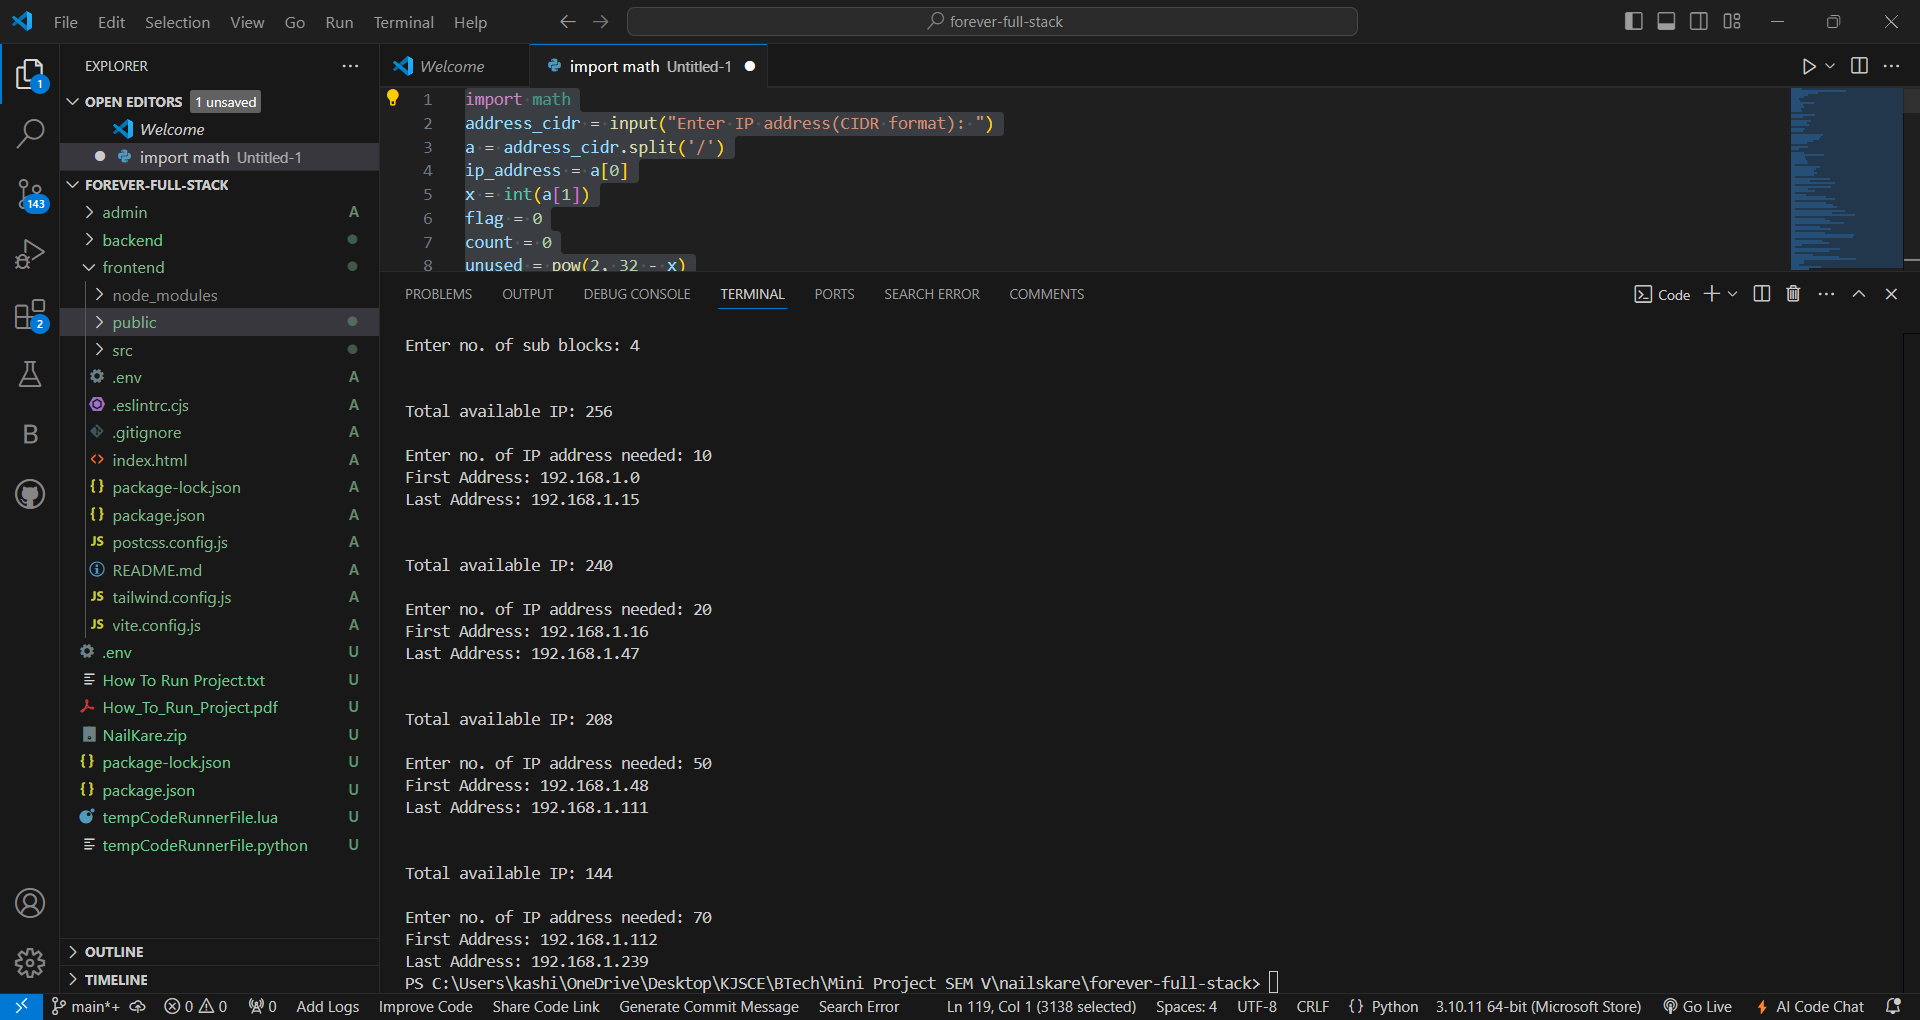 File Edit Selection View Go Run Terminal Help
forever-full-stack
EXPLORER
OPEN EDITORS 1 unsaved
Welcome
import math Untitled-1
FOREVER-FULL-STACK
admin A
backend
frontend
node_modules
public
src
.env A
.eslintrc.cjs A
.gitignore A
index.html A
package-lock.json A
package.json A
postcss.config.js A
README.md A
tailwind.config.js A
vite.config.js A
.env U
How To Run Project.txt U
How_To_Run_Project.pdf U
NailKare.zip U
package-lock.json U
package.json U
tempCodeRunnerFile.lua U
tempCodeRunnerFile.python U
OUTLINE
TIMELINE
1
143
2
B
Welcome
import math Untitled-1
1 import math
2 address_cidr = input("Enter IP address(CIDR format): ")
3 a = address_cidr.split('/')
4 ip_address = a[0]
5 x = int(a[1])
6 flag = 0
7 count = 0
8 unused = pow(2, 32 - x)
PROBLEMS OUTPUT DEBUG CONSOLE TERMINAL PORTS SEARCH ERROR COMMENTS
Code
Enter no. of sub blocks: 4
Total available IP: 256
Enter no. of IP address needed: 10
First Address: 192.168.1.0
Last Address: 192.168.1.15
Total available IP: 240
Enter no. of IP address needed: 20
First Address: 192.168.1.16
Last Address: 192.168.1.47
Total available IP: 208
Enter no. of IP address needed: 50
First Address: 192.168.1.48
Last Address: 192.168.1.111
Total available IP: 144
Enter no. of IP address needed: 70
First Address: 192.168.1.112
Last Address: 192.168.1.239
PS C:\Users\kashi\OneDrive\Desktop\KJSCE\BTech\Mini Project SEM V\nailskare\forever-full-stack>
main*+ 0 0 0 Add Logs Improve Code Share Code Link Generate Commit Message Search Error Ln 119, Col 1 (3138 selected) Spaces: 4 UTF-8 CRLF {} Python 3.10.11 64-bit (Microsoft Store) Go Live AI Code Chat